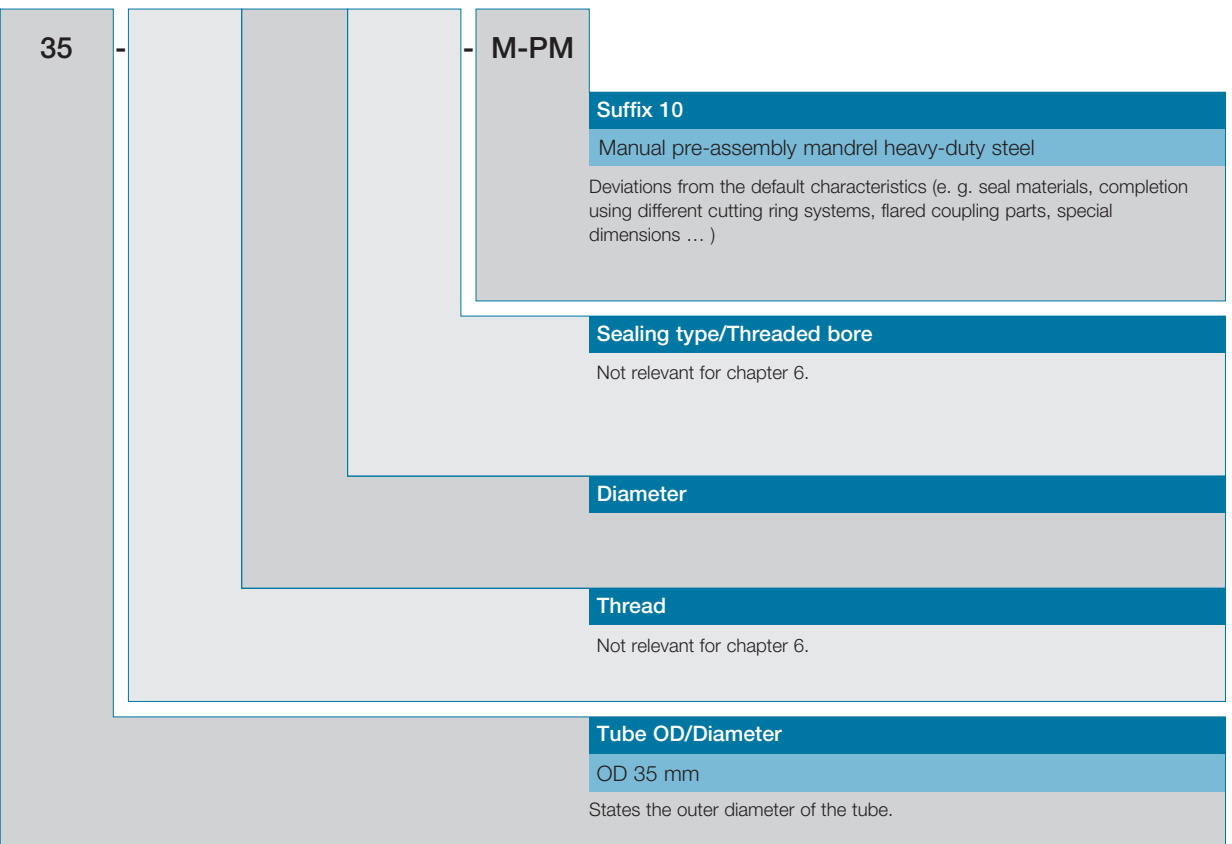 35 - - M-PM
Suffix 10
Manual pre-assembly mandrel heavy-duty steel
Deviations from the default characteristics (e. g. seal materials, completion
using different cutting ring systems, flared coupling parts, special
dimensions … )
Sealing type/Threaded bore
Not relevant for chapter 6.
Diameter
Thread
Not relevant for chapter 6.
Tube OD/Diameter
OD 35 mm
States the outer diameter of the tube.